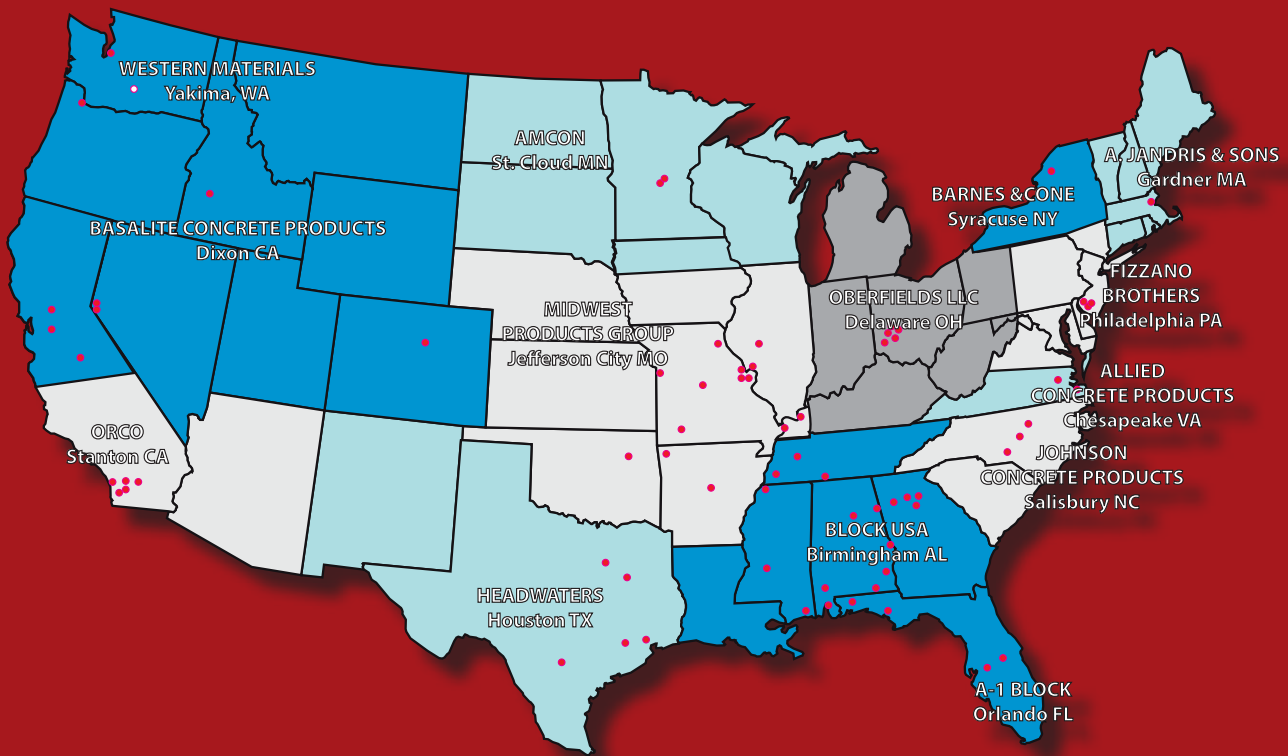 WESTERN MATERIALS
Yakima, WA
AMCON
St. Cloud MN
A. JANDRIS & SONS
Gardner MA
BARNES &CONE
Syracuse NY
BASALITE CONCRETE PRODUCTS
Dixon CA
FIZZANO
BROTHERS
Philadelphia PA
OBERFIELDS LLC
Delaware OH
MIDWEST
PRODUCTS GROUP
Jefferson City MO
ALLIED
CONCRETE PRODUCTS
Chesapeake VA
ORCO
Stanton CA
JOHNSON
CONCRETE PRODUCTS
Salisbury NC
BLOCK USA
Birmingham AL
HEADWATERS
Houston TX
A-1 BLOCK
Orlando FL